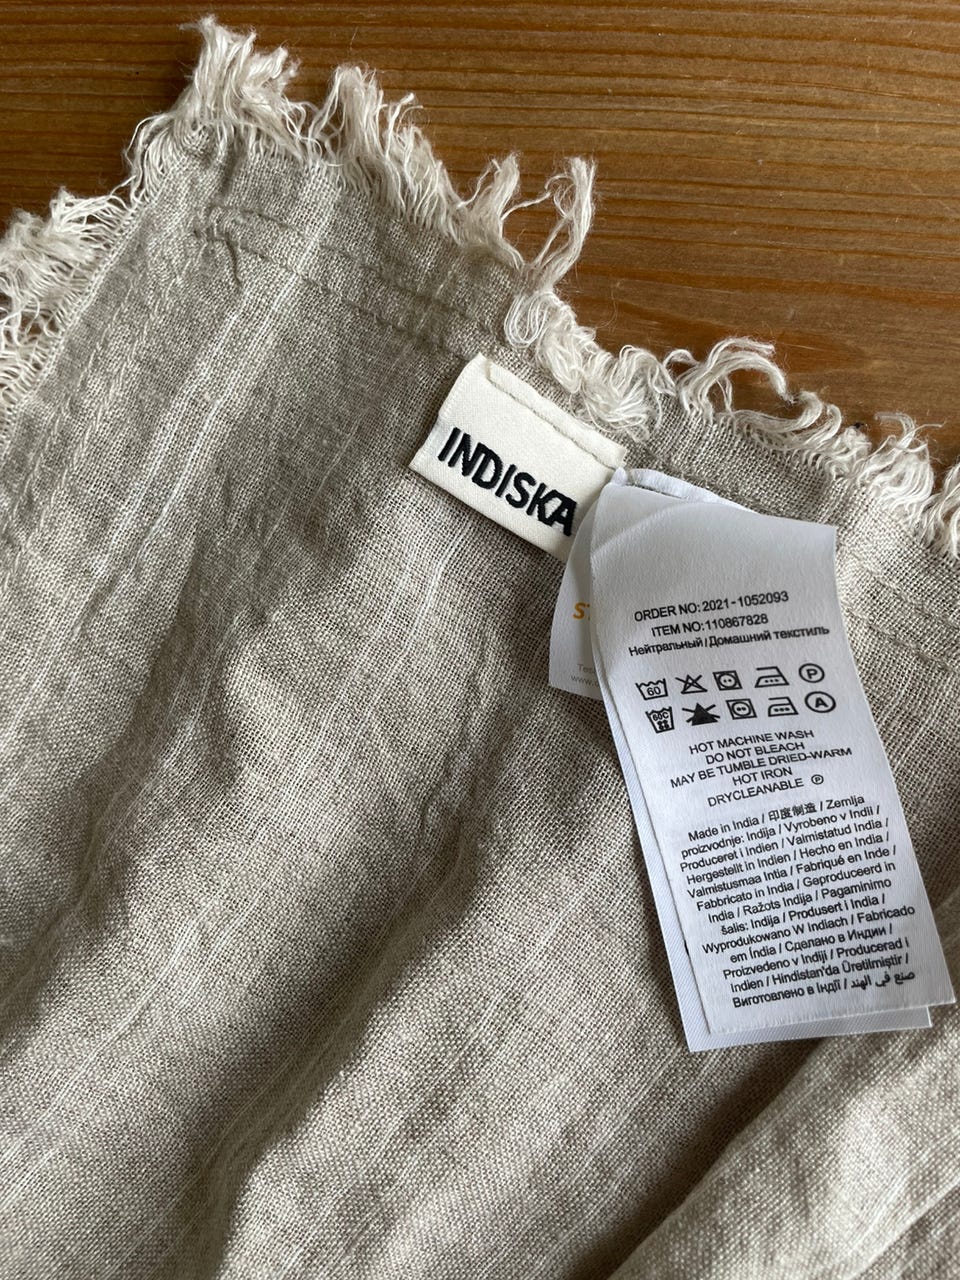 INDISKA
ORDER NO: 2021-1052093
ITEM NO: 110867828
Нейтральный / Домашний текстиль
60 P
60C A
HOT MACHINE WASH
DO NOT BLEACH
MAY BE TUMBLE DRIED-WARM
HOT IRON
DRYCLEANABLE Ⓟ
Made in India / 印度制造 / Zemlja
proizvodnje: Indija / Vyrobeno v Indii /
Produceret i Indien / Valmistatud India /
Hergestellt in Indien / Hecho en India /
Valmistusmaa Intia / Fabriqué en Inde /
Fabbricato in India / Geproduceerd in
India / Ražots Indija / Pagaminimo
šalis: Indija / Produsert i India /
Wyprodukowano W Indiach / Fabricado
em Índia / Сделано в Индии /
Proizvedeno v Indiji / Producerad i
Indien / Hindistan'da Üretilmiştir /
Виготовлено в Індії / صنع في الهند